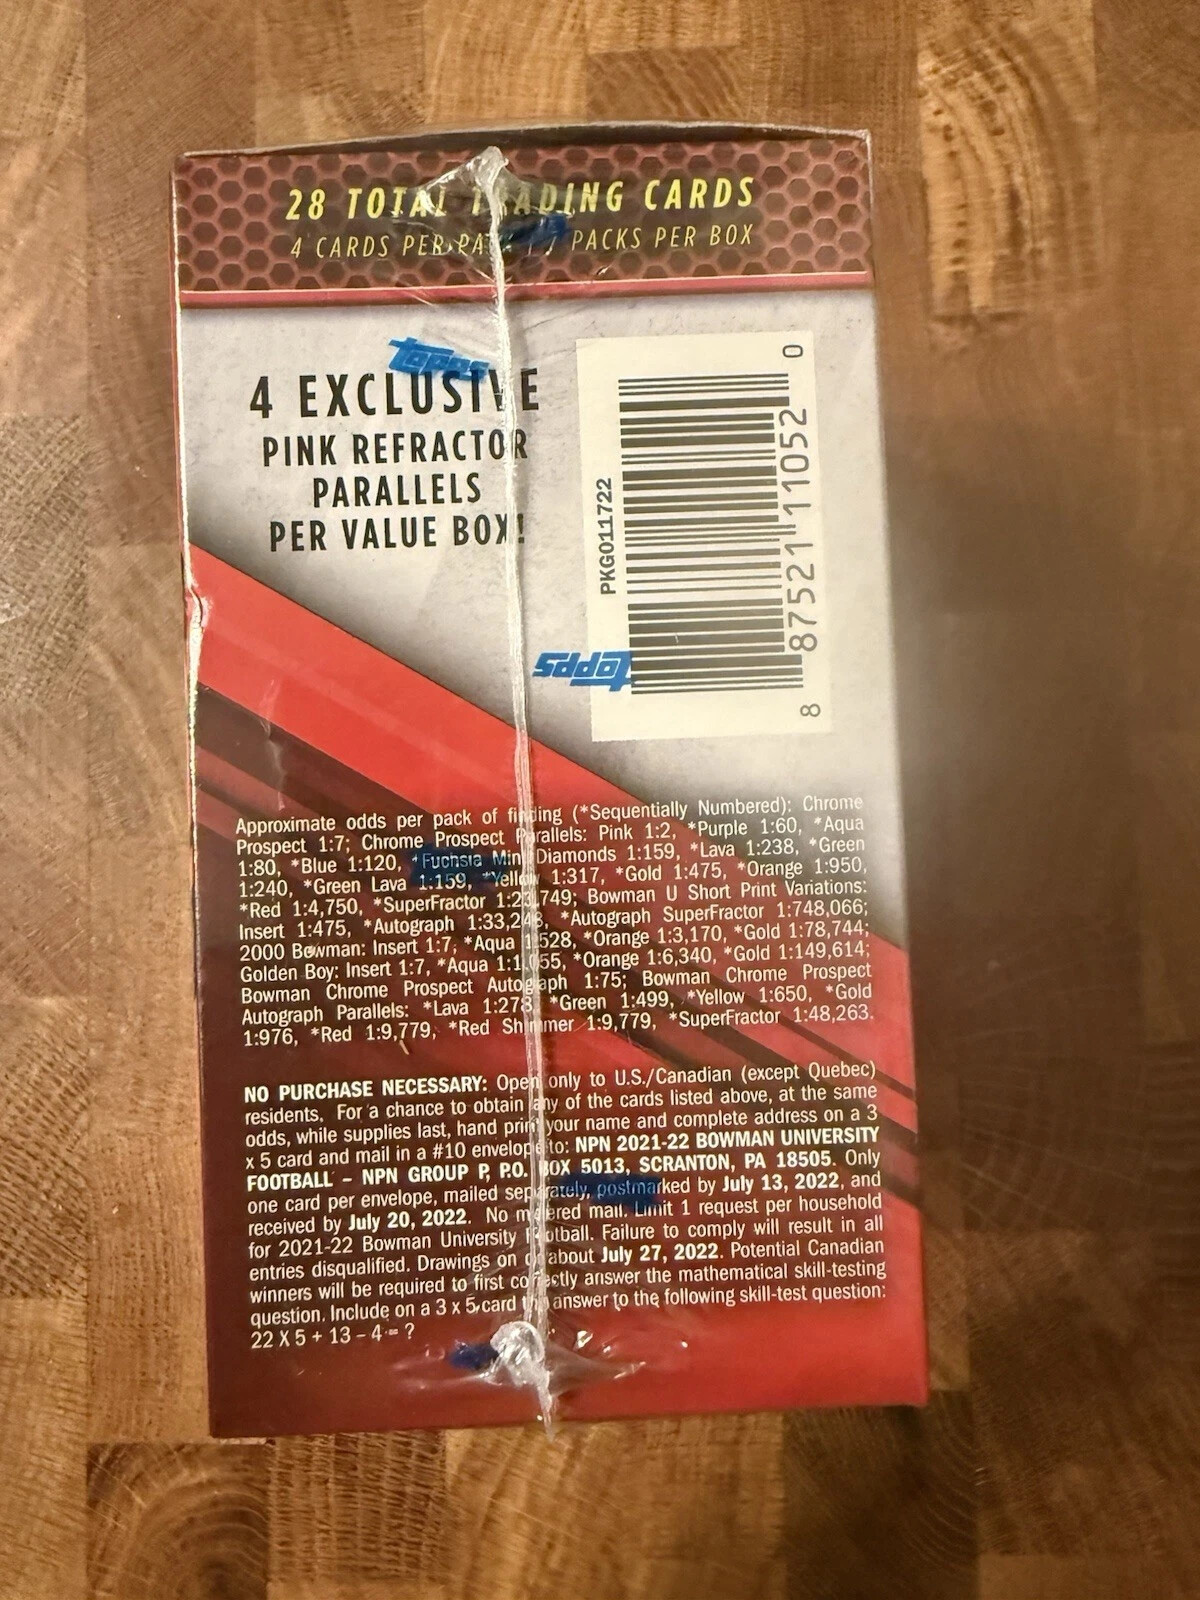 28 TOTAL TRADING CARDS
4 CARDS PER PACK | 7 PACKS PER BOX
topps
4 EXCLUSIVE
PINK REFRACTOR
PARALLELS
PER VALUE BOX!
PKG011722
8 87521 11052 0
topps
Approximate odds per pack of finding (*Sequentially Numbered): Chrome
Prospect 1:7; Chrome Prospect Parallels: Pink 1:2, *Purple 1:60, *Aqua
1:80, *Blue 1:120, *Fuchsia Mini Diamonds 1:159, *Lava 1:238, *Green
1:240, *Green Lava 1:159, *Yellow 1:317, *Gold 1:475, *Orange 1:950,
*Red 1:4,750, *SuperFractor 1:23,749; Bowman U Short Print Variations:
Insert 1:475, *Autograph 1:33,248, *Autograph SuperFractor 1:748,066;
2000 Bowman: Insert 1:7, *Aqua 1:528, *Orange 1:3,170, *Gold 1:78,744;
Golden Boy: Insert 1:7, *Aqua 1:1,055, *Orange 1:6,340, *Gold 1:149,614;
Bowman Chrome Prospect Autograph 1:75; Bowman Chrome Prospect
Autograph Parallels: *Lava 1:278, *Green 1:499, *Yellow 1:650, *Gold
1:976, *Red 1:9,779, *Red Shimmer 1:9,779, *SuperFractor 1:48,263.
NO PURCHASE NECESSARY: Open only to U.S./Canadian (except Quebec)
residents. For a chance to obtain any of the cards listed above, at the same
odds, while supplies last, hand print your name and complete address on a 3
x 5 card and mail in a #10 envelope to: NPN 2021-22 BOWMAN UNIVERSITY
FOOTBALL – NPN GROUP P, P.O. BOX 5013, SCRANTON, PA 18505. Only
one card per envelope, mailed separately, postmarked by July 13, 2022, and
received by July 20, 2022. No metered mail. Limit 1 request per household
for 2021-22 Bowman University Football. Failure to comply will result in all
entries disqualified. Drawings on or about July 27, 2022. Potential Canadian
winners will be required to first correctly answer the mathematical skill-testing
question. Include on a 3 x 5 card the answer to the following skill-test question:
22 X 5 + 13 – 4 = ?